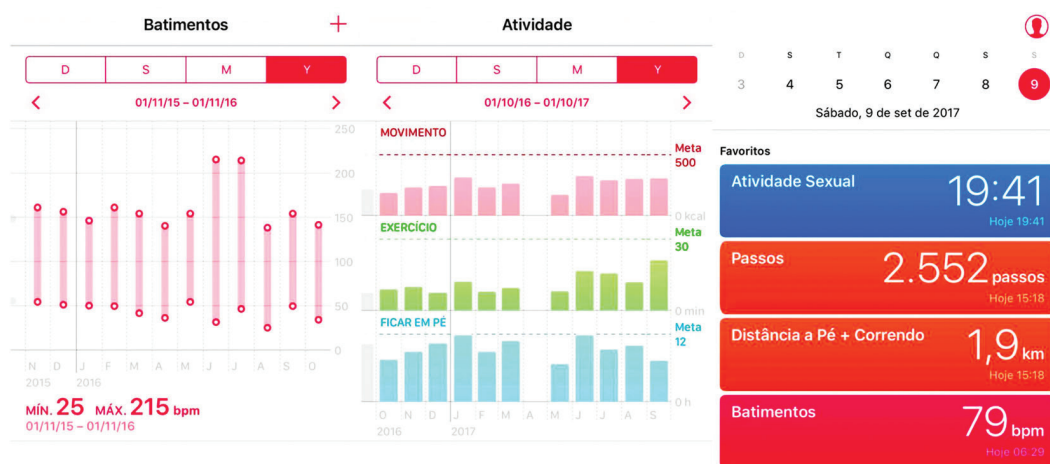 Batimentos +
D S M Y
< 01/11/15 – 01/11/16 >
250
200
150
100
50
0
N D J F M A M J J A S O
2015 2016
MÍN. 25 MÁX. 215 bpm
01/11/15 – 01/11/16
Atividade
D S M Y
< 01/10/16 – 01/10/17 >
MOVIMENTO
Meta
500
0 kcal
EXERCÍCIO
Meta
30
0 min
FICAR EM PÉ
Meta
12
0 h
O N D J F M A M J J A S
2016 2017
D S T Q Q S S
3 4 5 6 7 8 9
Sábado, 9 de set de 2017
Favoritos
Atividade Sexual 19:41
Hoje 19:41
Passos 2.552 passos
Hoje 15:18
Distância a Pé + Correndo 1,9 km
Hoje 15:18
Batimentos 79 bpm
Hoje 06:29